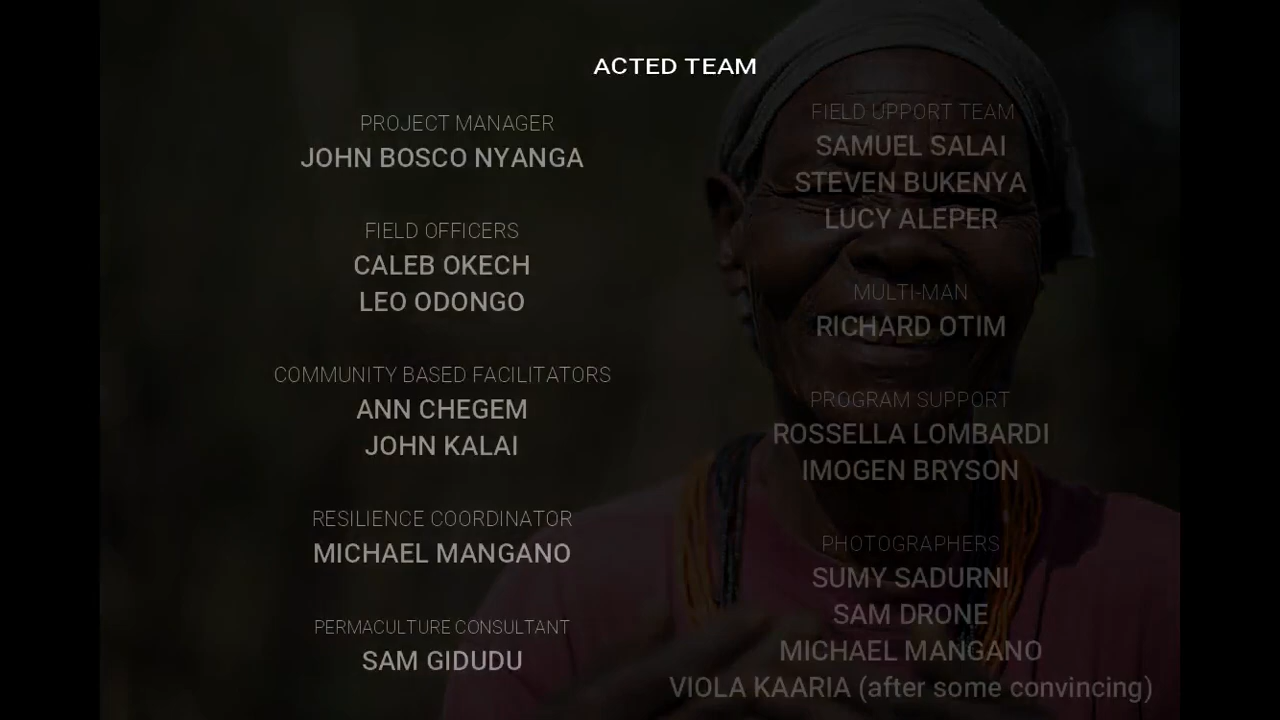 ACTED TEAM
PROJECT MANAGER
JOHN BOSCO NYANGA
FIELD OFFICERS
CALEB OKECH
LEO ODONGO
COMMUNITY BASED FACILITATORS
ANN CHEGEM
JOHN KALAI
RESILIENCE COORDINATOR
MICHAEL MANGANO
PERMACULTURE CONSULTANT
SAM GIDUDU
FIELD UPPORT TEAM
SAMUEL SALAI
STEVEN BUKENYA
LUCY ALEPER
MULTI-MAN
RICHARD OTIM
PROGRAM SUPPORT
ROSSELLA LOMBARDI
IMOGEN BRYSON
PHOTOGRAPHERS
SUMY SADURNI
SAM DRONE
MICHAEL MANGANO
VIOLA KAARIA (after some convincing)